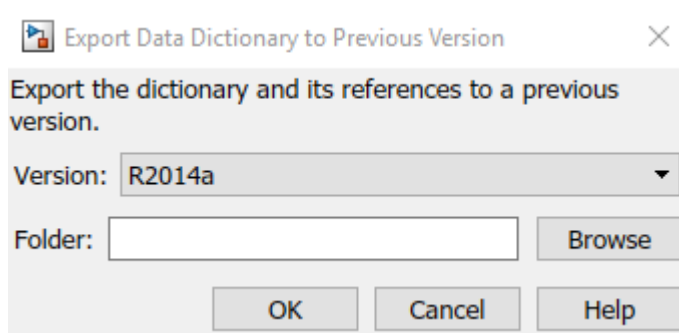 Export Data Dictionary to Previous Version
Export the dictionary and its references to a previous
version.
Version: R2014a
Folder: Browse
OK Cancel Help